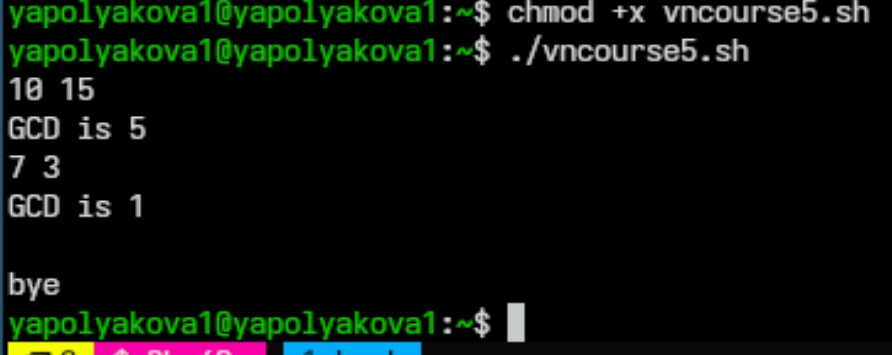 yapolyakova1@yapolyakova1:~$ chmod +x vncourse5.sh
yapolyakova1@yapolyakova1:~$ ./vncourse5.sh
10 15
GCD is 5
7 3
GCD is 1
bye
yapolyakova1@yapolyakova1:~$